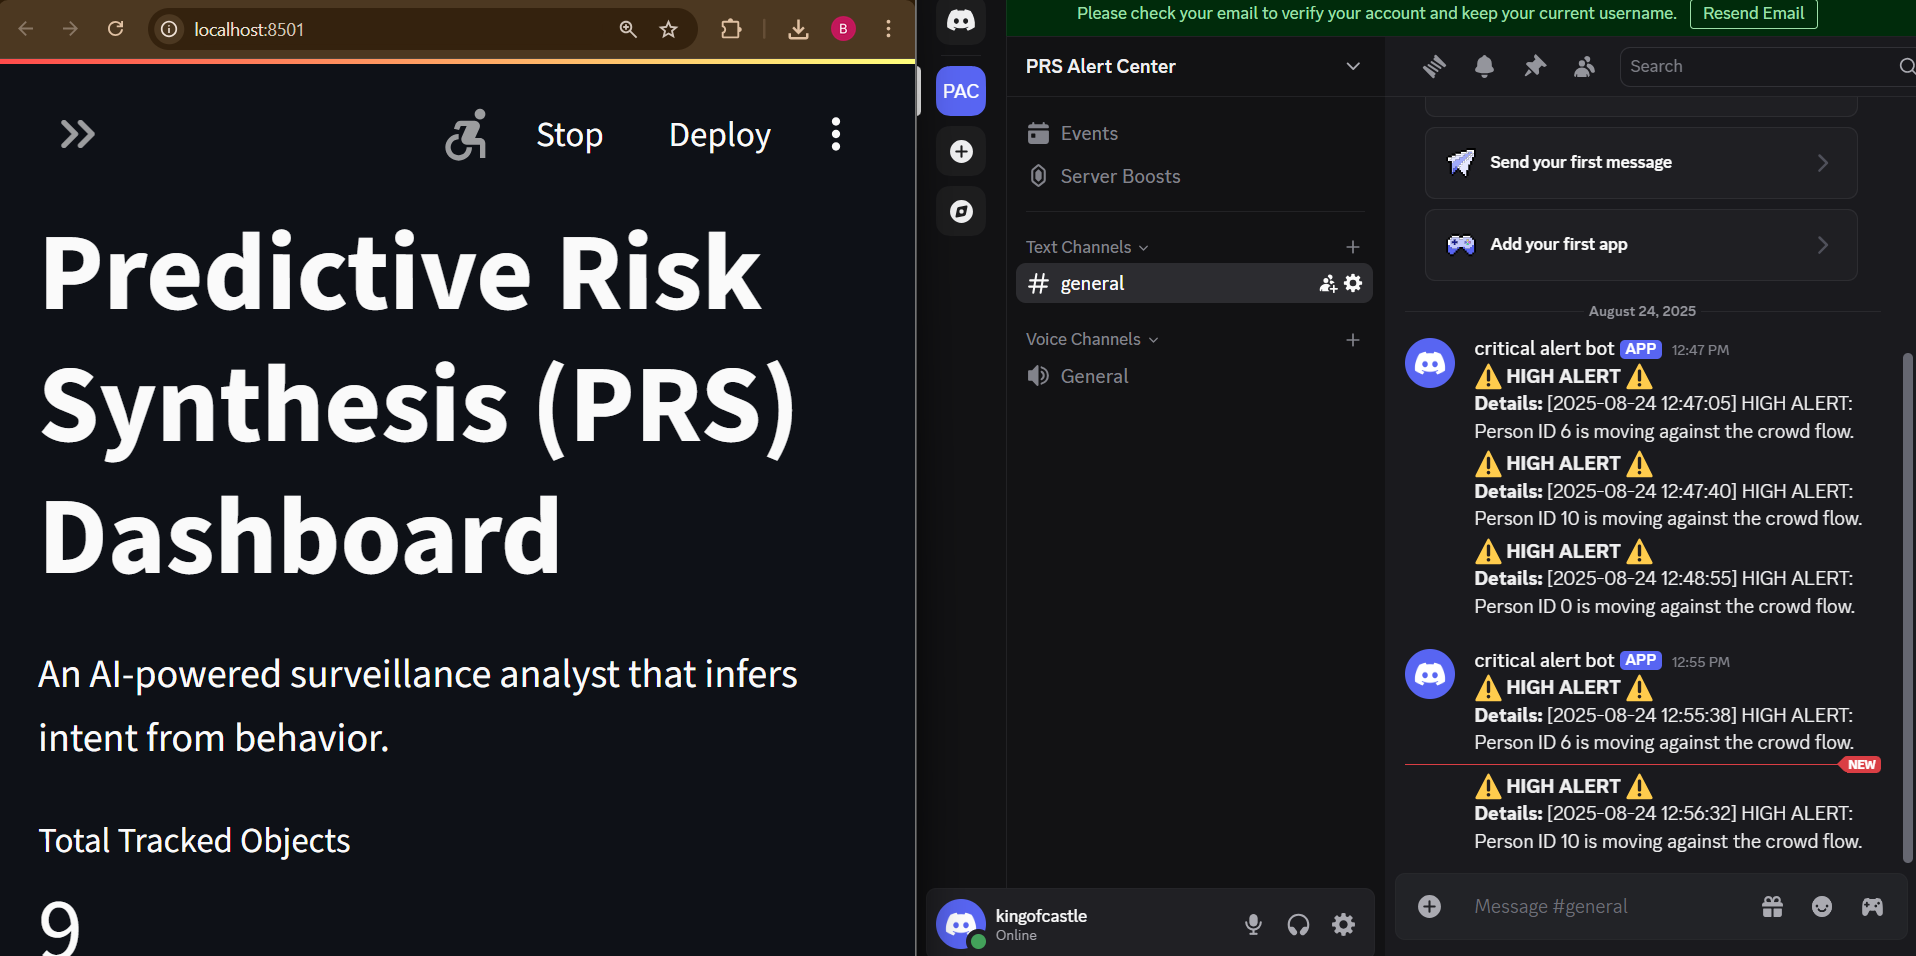 localhost:8501
B
Stop
Deploy
Predictive Risk
Synthesis (PRS)
Dashboard
An AI-powered surveillance analyst that infers
intent from behavior.
Total Tracked Objects
9
Please check your email to verify your account and keep your current username.
Resend Email
PAC
PRS Alert Center
Events
Server Boosts
Text Channels
general
Voice Channels
General
kingofcastle
Online
Search
Send your first message
Add your first app
August 24, 2025
critical alert bot APP 12:47 PM
⚠️ HIGH ALERT ⚠️
Details: [2025-08-24 12:47:05] HIGH ALERT:
Person ID 6 is moving against the crowd flow.
⚠️ HIGH ALERT ⚠️
Details: [2025-08-24 12:47:40] HIGH ALERT:
Person ID 10 is moving against the crowd flow.
⚠️ HIGH ALERT ⚠️
Details: [2025-08-24 12:48:55] HIGH ALERT:
Person ID 0 is moving against the crowd flow.
critical alert bot APP 12:55 PM
⚠️ HIGH ALERT ⚠️
Details: [2025-08-24 12:55:38] HIGH ALERT:
Person ID 6 is moving against the crowd flow.
NEW
⚠️ HIGH ALERT ⚠️
Details: [2025-08-24 12:56:32] HIGH ALERT:
Person ID 10 is moving against the crowd flow.
Message #general